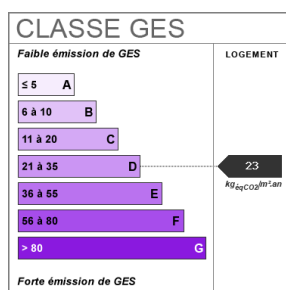 CLASSE GES
Faible émission de GES
LOGEMENT
≤ 5 A
6 à 10 B
11 à 20 C
21 à 35 D
23
kgéqCO2/m².an
36 à 55 E
56 à 80 F
> 80 G
Forte émission de GES